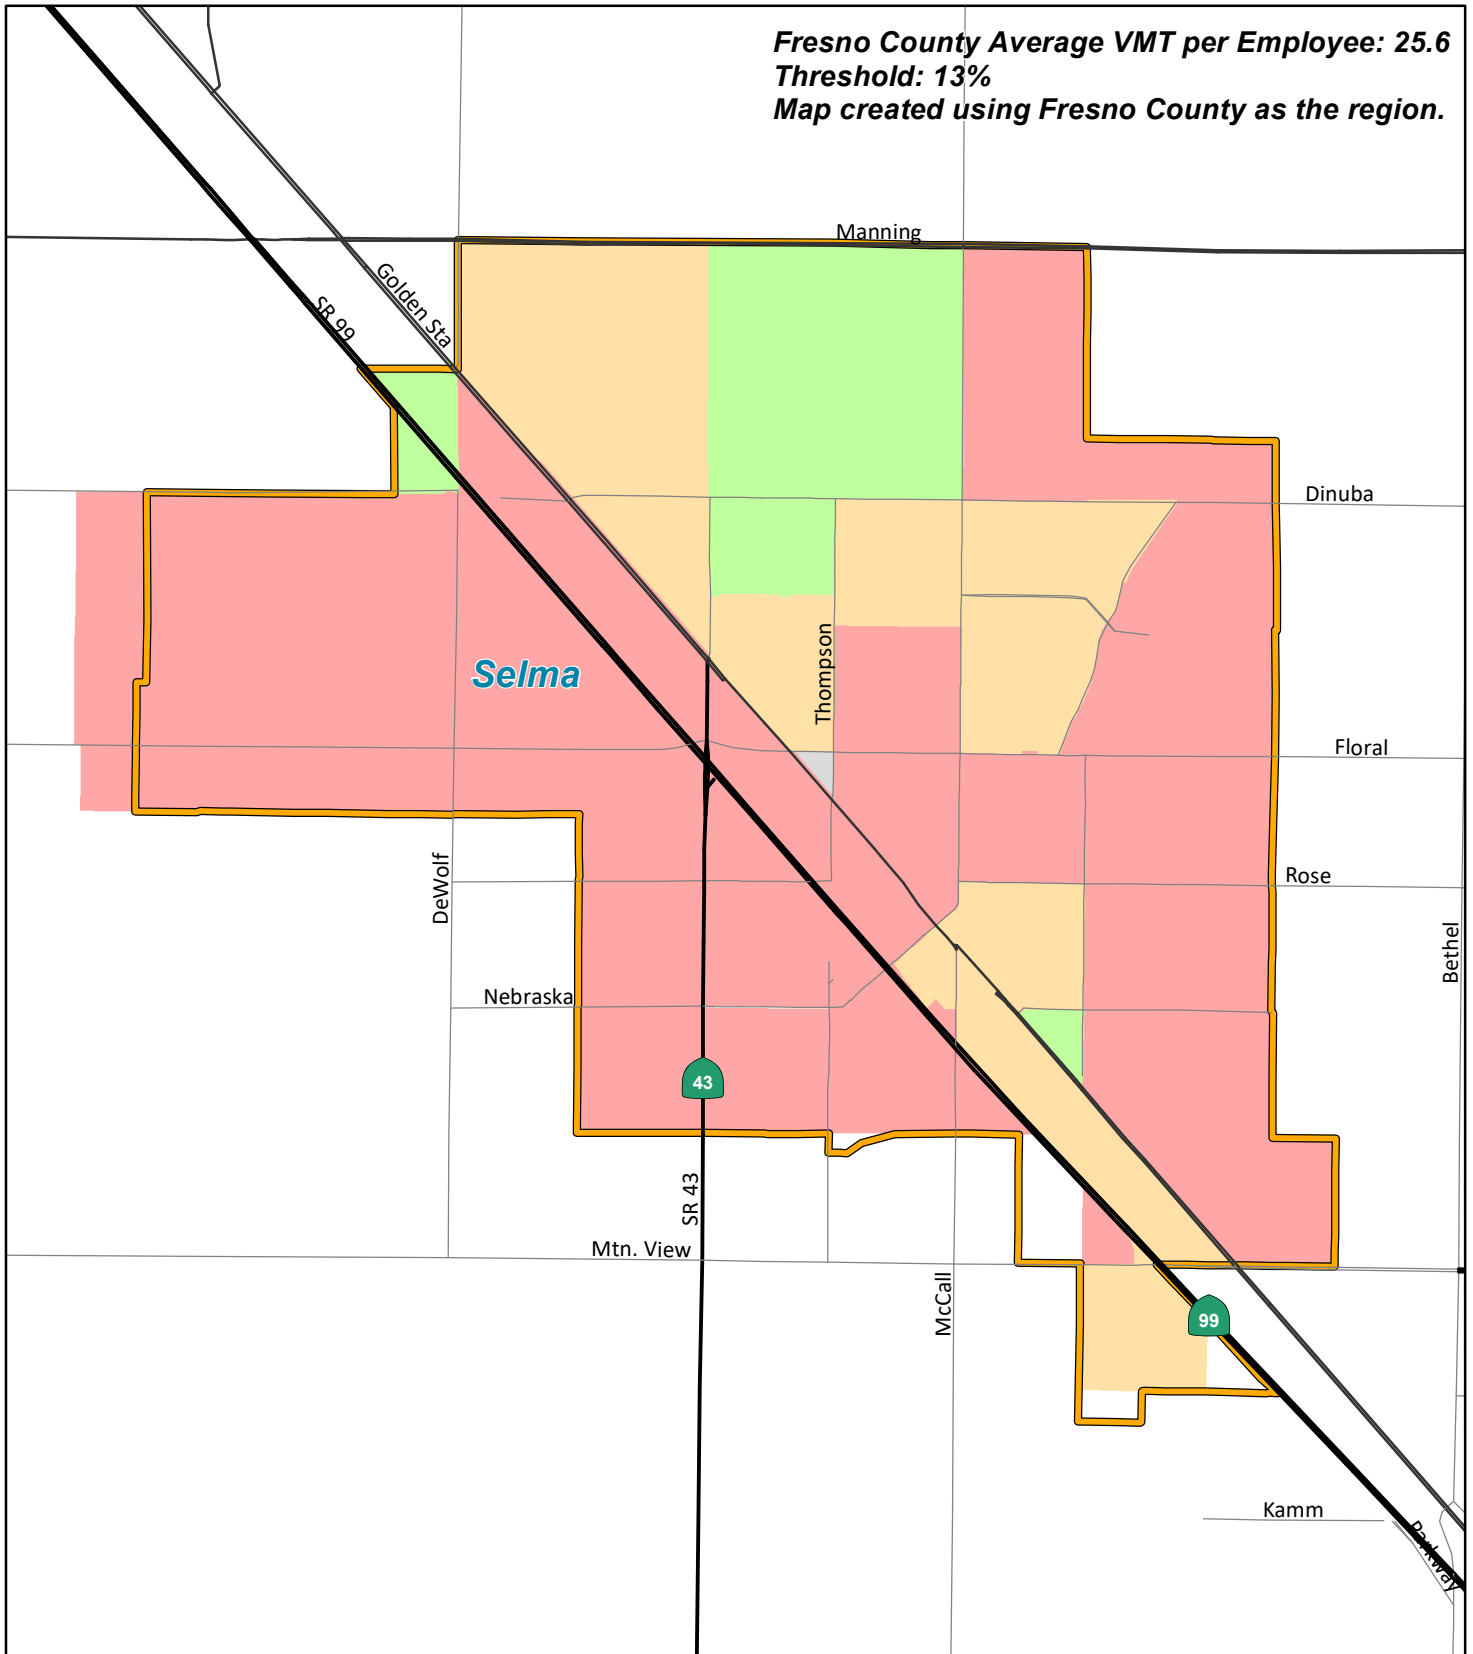 Fresno County Average VMT per Employee: 25.6
Threshold: 13%
Map created using Fresno County as the region.
Manning
Golden Sta
SR 99
Dinuba
Thompson
Selma
Floral
DeWolf
Rose
Bethel
Nebraska
43
SR 43
Mtn. View
McCall
99
Kamm
Parkway